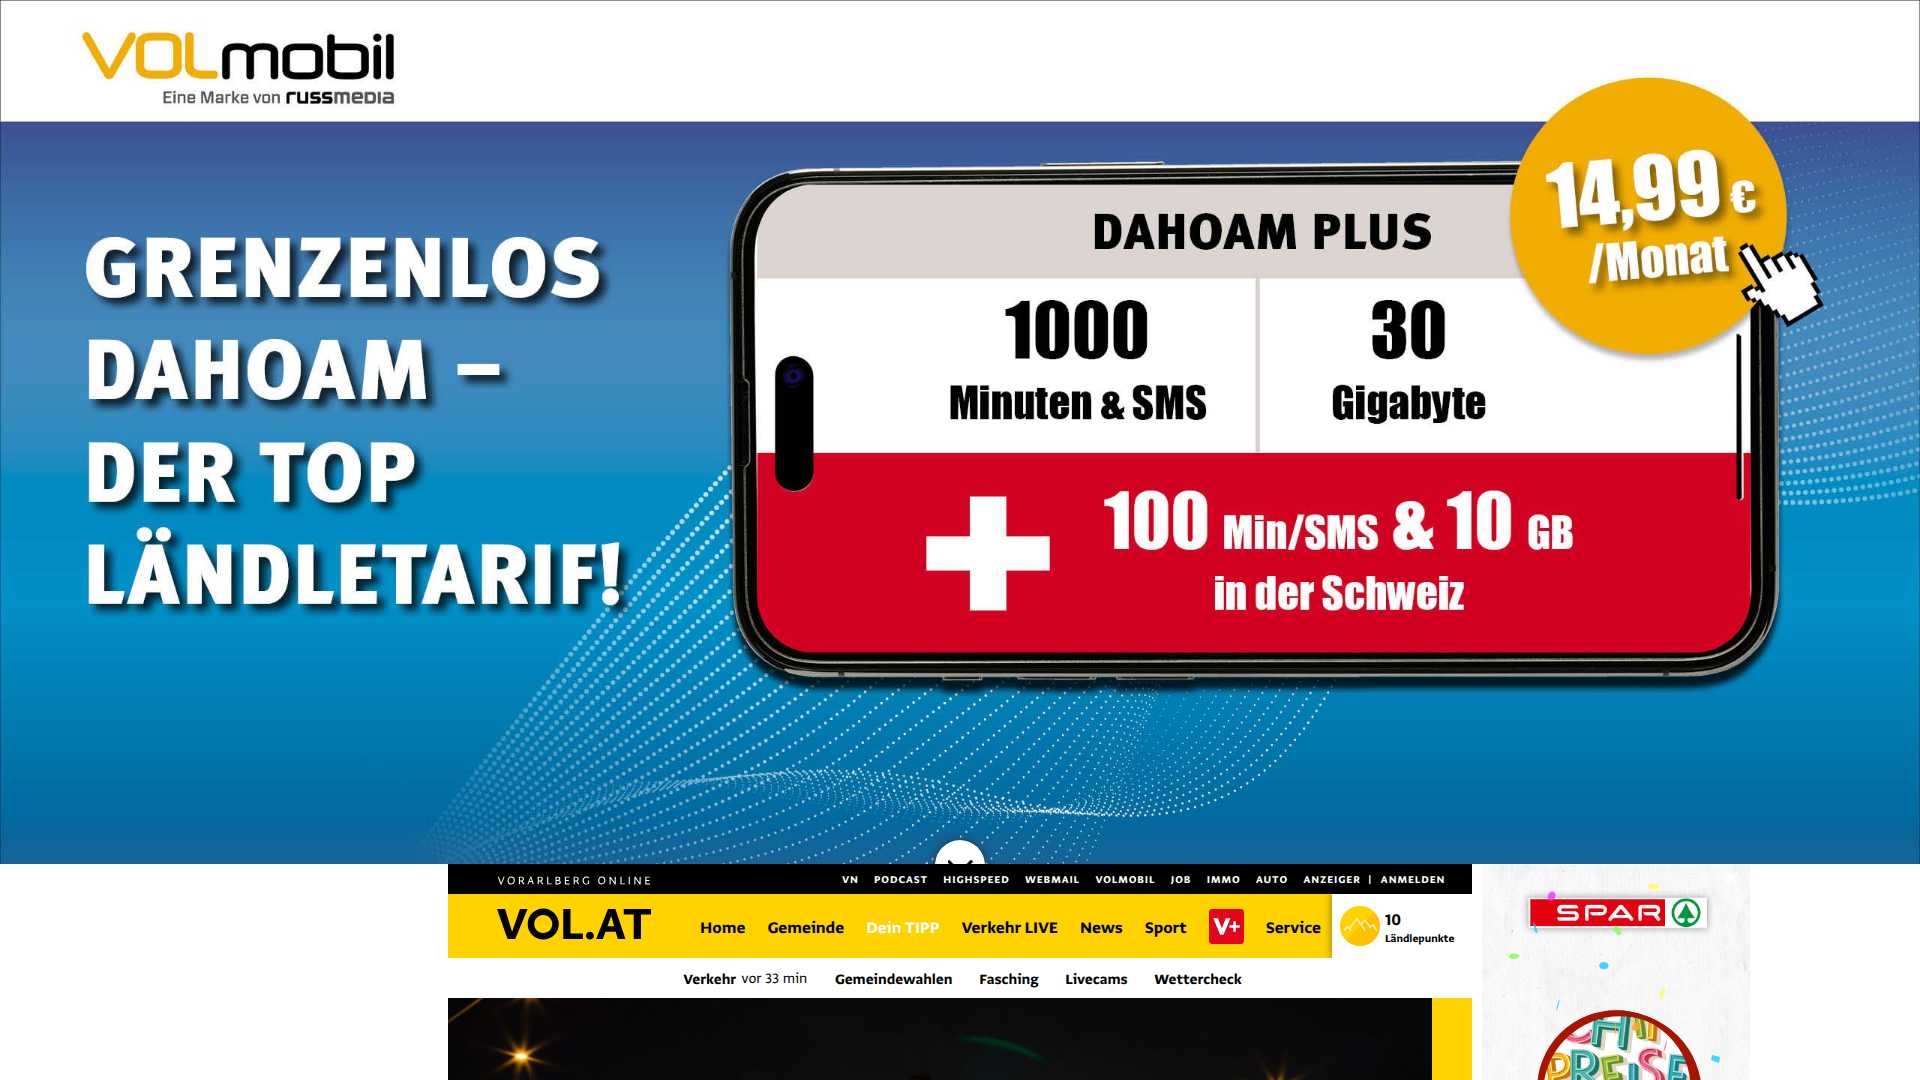 VOLmobil
Eine Marke von russmedia
GRENZENLOS
DAHOAM –
DER TOP
LÄNDLETARIF!
14,99 €
/Monat
DAHOAM PLUS
1000
Minuten & SMS
30
Gigabyte
100 Min/SMS & 10 GB
in der Schweiz
VORARLBERG ONLINE
VN PODCAST HIGHSPEED WEBMAIL VOLMOBIL JOB IMMO AUTO ANZEIGER | ANMELDEN
VOL.AT
Home Gemeinde Dein TIPP Verkehr LIVE News Sport V+ Service
10
Ländlepunkte
Verkehr vor 33 min Gemeindewahlen Fasching Livecams Wettercheck
SPAR
PREISE